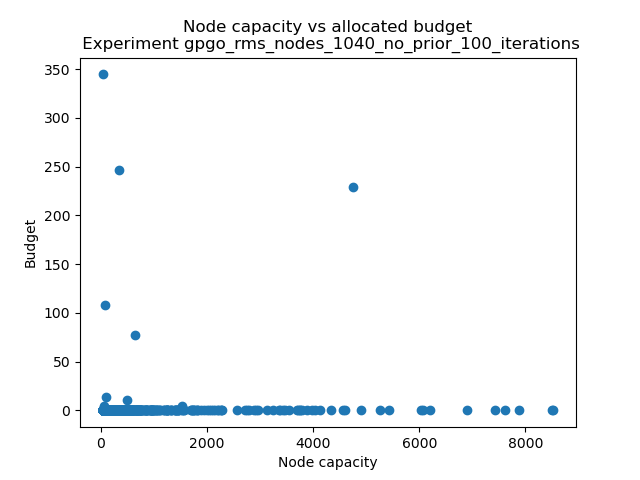 Node capacity vs allocated budget
Experiment gpgo_rms_nodes_1040_no_prior_100_iterations
350
300
250
200
150
100
50
0
Budget
0 2000 4000 6000 8000
Node capacity